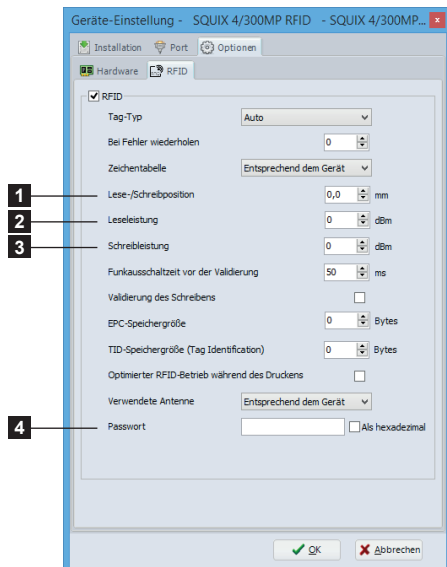 Geräte-Einstellung - SQUIX 4/300MP RFID - SQUIX 4/300MP... x
Installation Port Optionen
Hardware RFID
RFID
Tag-Typ Auto
Bei Fehler wiederholen 0
Zeichentabelle Entsprechend dem Gerät
1 Lese-/Schreibposition 0,0 mm
2 Leseleistung 0 dBm
3 Schreibleistung 0 dBm
Funkausschaltzeit vor der Validierung 50 ms
Validierung des Schreibens
EPC-Speichergröße 0 Bytes
TID-Speichergröße (Tag Identification) 0 Bytes
Optimierter RFID-Betrieb während des Druckens
Verwendete Antenne Entsprechend dem Gerät
4 Passwort Als hexadezimal
OK Abbrechen